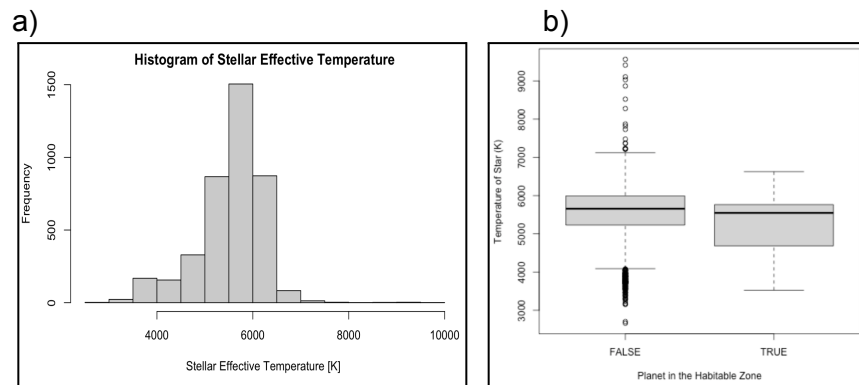 a)
Histogram of Stellar Effective Temperature
Frequency
1500
1000
500
0
4000 6000 8000 10000
Stellar Effective Temperature [K]
b)
Temperature of Star (K)
9000
8000
7000
6000
5000
4000
3000
FALSE TRUE
Planet in the Habitable Zone